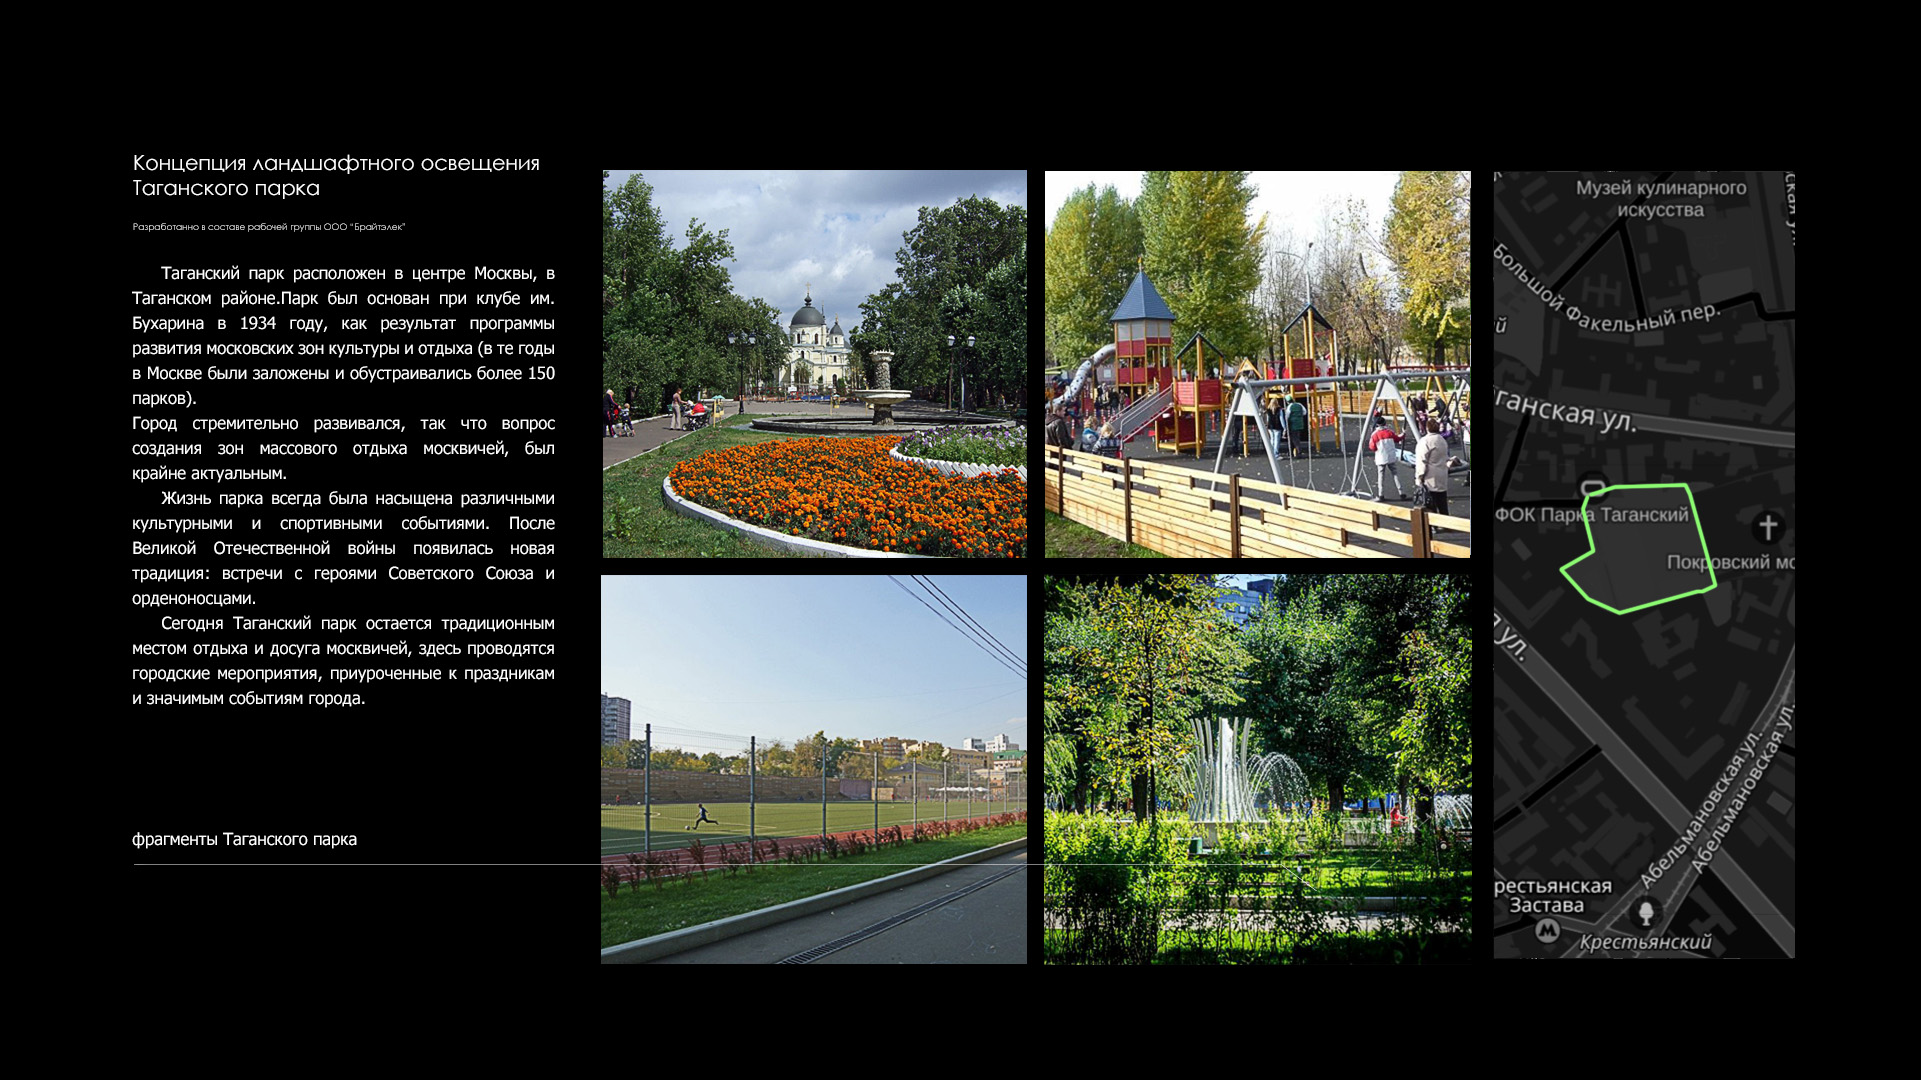 Концепция ландшафтного освещения
Таганского парка
Разработанно в составе рабочей группы ООО "Брайтэлек"
Таганский парк расположен в центре Москвы, в
Таганском районе.Парк был основан при клубе им.
Бухарина в 1934 году, как результат программы
развития московских зон культуры и отдыха (в те годы
в Москве были заложены и обустраивались более 150
парков).
Город стремительно развивался, так что вопрос
создания зон массового отдыха москвичей, был
крайне актуальным.
Жизнь парка всегда была насыщена различными
культурными и спортивными событиями. После
Великой Отечественной войны появилась новая
традиция: встречи с героями Советского Союза и
орденоносцами.
Сегодня Таганский парк остается традиционным
местом отдыха и досуга москвичей, здесь проводятся
городские мероприятия, приуроченные к праздникам
и значимым событиям города.
фрагменты Таганского парка
Музей кулинарного
искусства
Большой Факельный пер.
ганская ул.
ФОК Парка Таганский
Покровский мо
ул.
Абельмановская ул.
Абельмановская ул.
рестьянская
Застава
Крестьянский